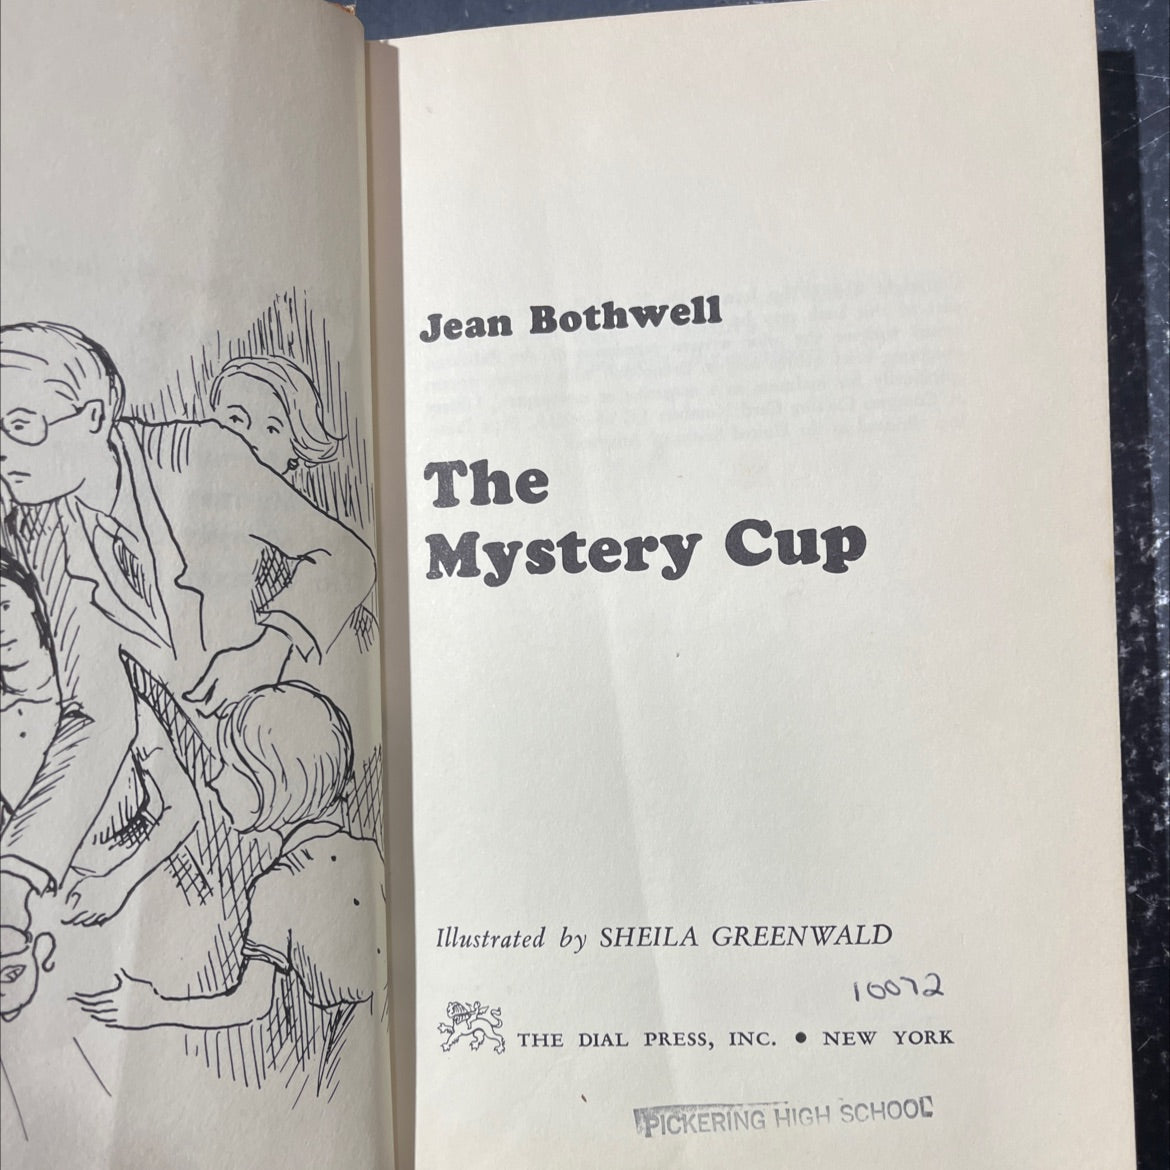 Jean Bothwell
The
Mystery Cup
Illustrated by SHEILA GREENWALD
10072
THE DIAL PRESS, INC. • NEW YORK
PICKERING HIGH SCHOOL